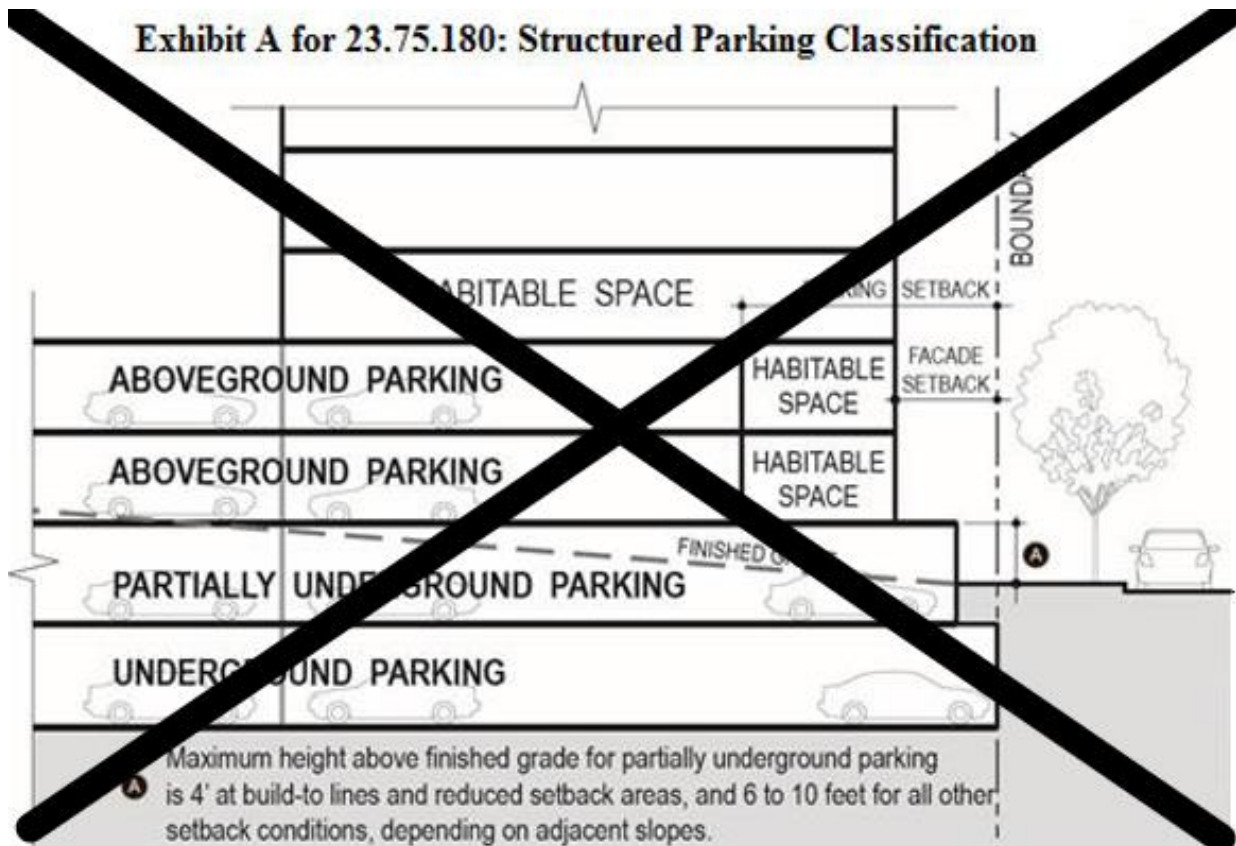 Exhibit A for 23.75.180: Structured Parking Classification
BOUNDARY
HABITABLE SPACE
PARKING SETBACK
FACADE
SETBACK
ABOVEGROUND PARKING
HABITABLE
SPACE
ABOVEGROUND PARKING
HABITABLE
SPACE
FINISHED
A
PARTIALLY UNDERGROUND PARKING
UNDERGROUND PARKING
A Maximum height above finished grade for partially underground parking
is 4' at build-to lines and reduced setback areas, and 6 to 10 feet for all other
setback conditions, depending on adjacent slopes.